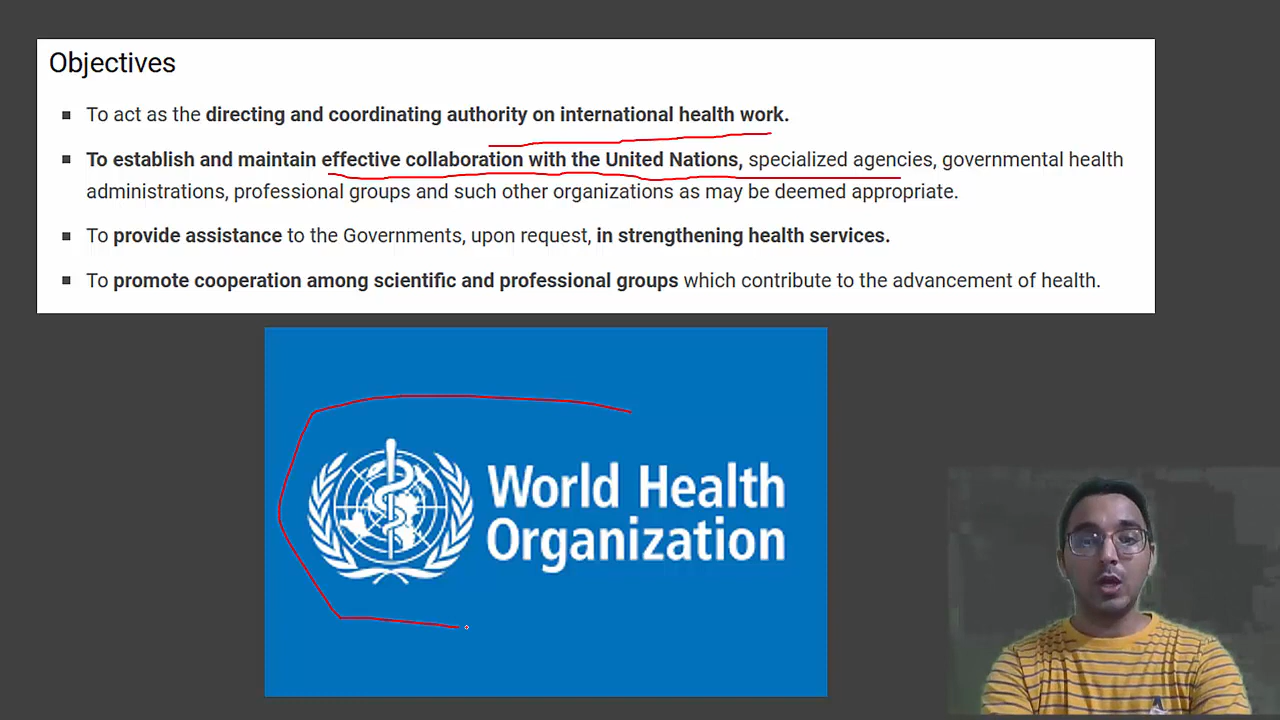 Objectives
To act as the directing and coordinating authority on international health work.
To establish and maintain effective collaboration with the United Nations, specialized agencies, governmental health
administrations, professional groups and such other organizations as may be deemed appropriate.
To provide assistance to the Governments, upon request, in strengthening health services.
To promote cooperation among scientific and professional groups which contribute to the advancement of health.
World Health
Organization